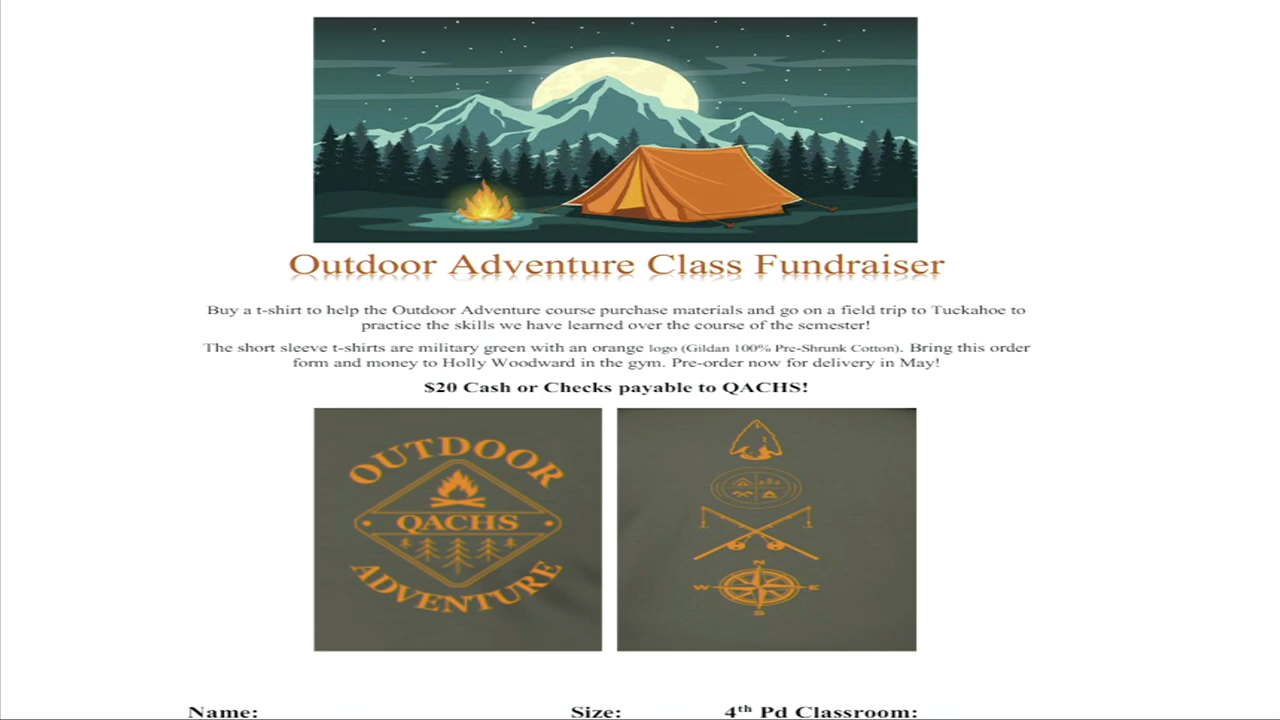 Outdoor Adventure Class Fundraiser
Buy a t-shirt to help the Outdoor Adventure course purchase materials and go on a field trip to Tuckahoe to
practice the skills we have learned over the course of the semester!
The short sleeve t-shirts are military green with an orange logo (Gildan 100% Pre-Shrunk Cotton). Bring this order
form and money to Holly Woodward in the gym. Pre-order now for delivery in May!
$20 Cash or Checks payable to QACHS!
OUTDOOR
QACHS
ADVENTURE
N
W E
S
Name: Size: 4th Pd Classroom: